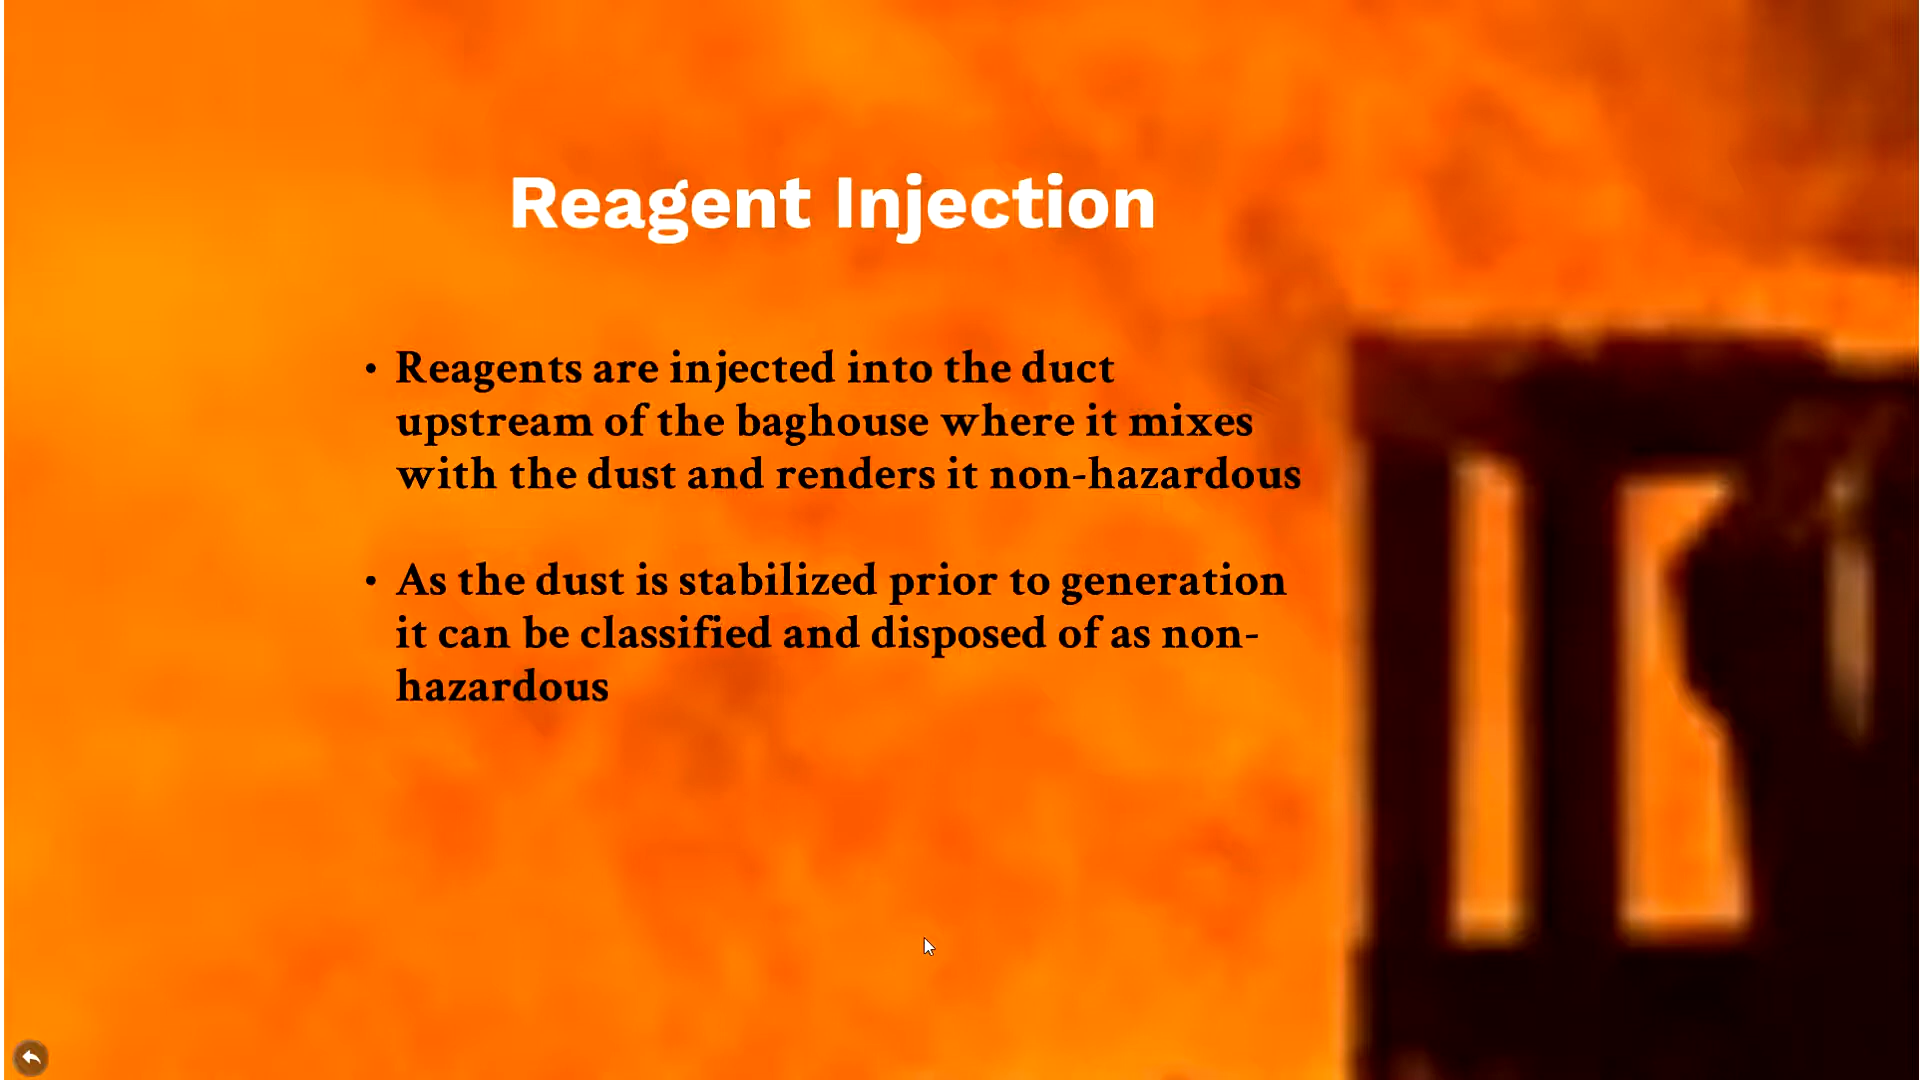 Reagent Injection
• Reagents are injected into the duct
upstream of the baghouse where it mixes
with the dust and renders it non-hazardous
• As the dust is stabilized prior to generation
it can be classified and disposed of as non-
hazardous